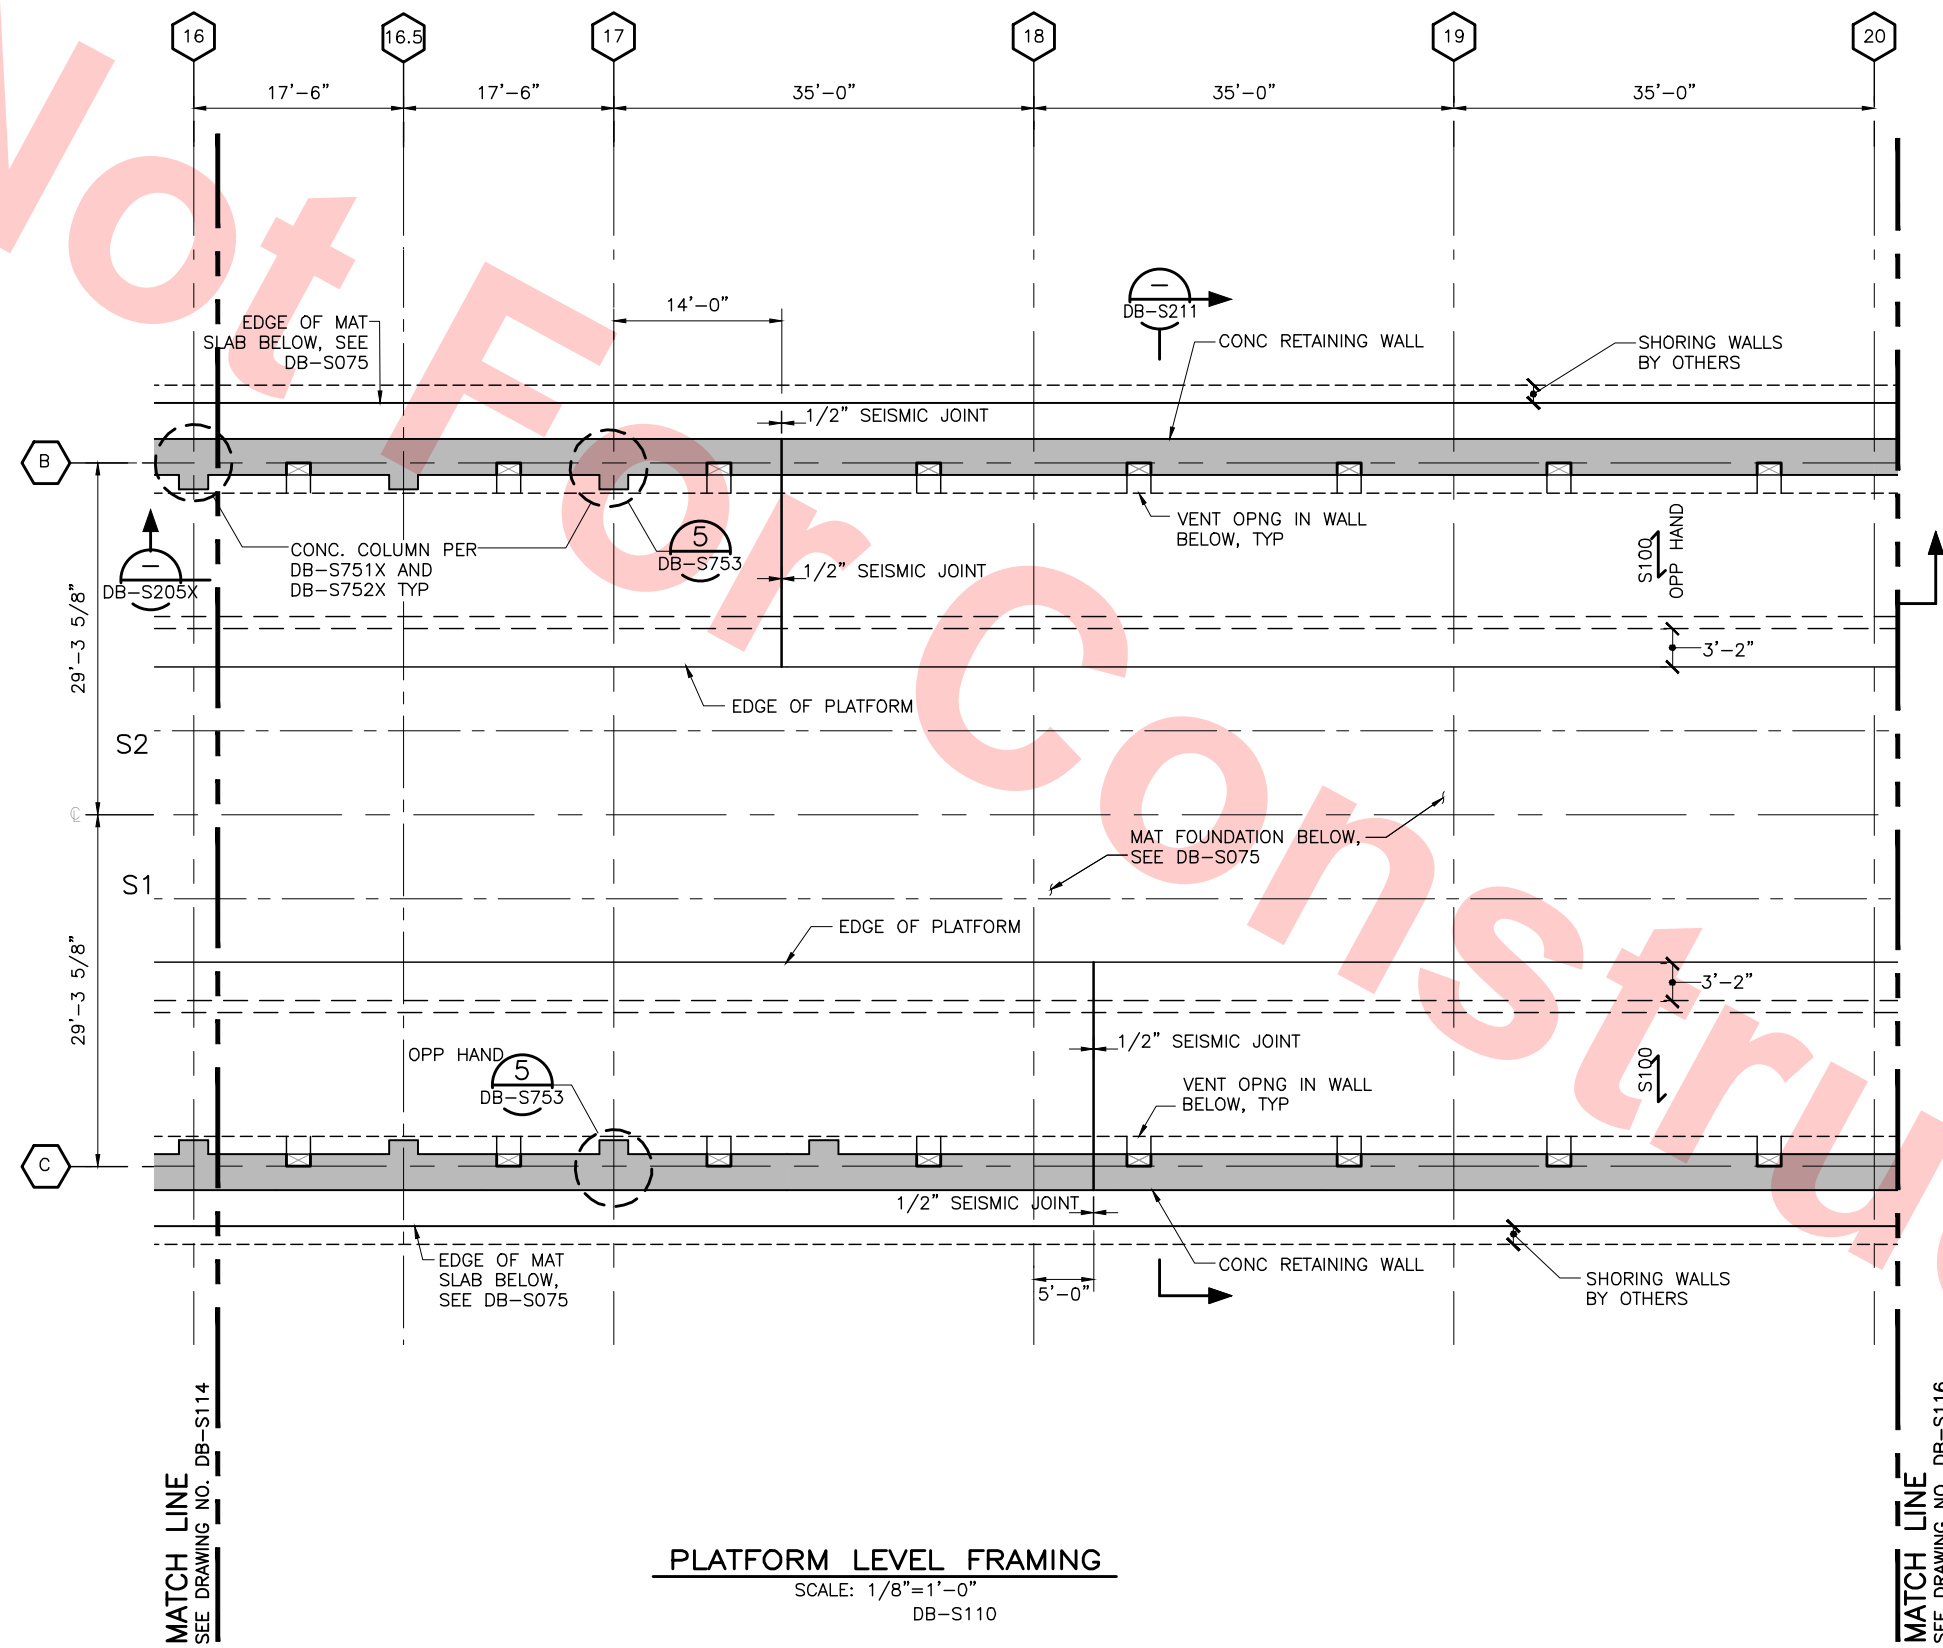 16
16.5
17
18
19
20
17'-6"
17'-6"
35'-0"
35'-0"
35'-0"
14'-0"
EDGE OF MAT
SLAB BELOW, SEE
DB-S075
–
DB-S211
CONC RETAINING WALL
SHORING WALLS
BY OTHERS
1/2" SEISMIC JOINT
B
VENT OPNG IN WALL
BELOW, TYP
CONC. COLUMN PER
DB-S751X AND
DB-S752X TYP
5
DB-S753
1/2" SEISMIC JOINT
–
DB-S205X
S100
OPP HAND
29'-3 5/8"
3'-2"
EDGE OF PLATFORM
S2
℄
MAT FOUNDATION BELOW,
SEE DB-S075
S1
EDGE OF PLATFORM
29'-3 5/8"
3'-2"
1/2" SEISMIC JOINT
OPP HAND
5
DB-S753
VENT OPNG IN WALL
BELOW, TYP
S100
C
1/2" SEISMIC JOINT
EDGE OF MAT
SLAB BELOW,
SEE DB-S075
5'-0"
CONC RETAINING WALL
SHORING WALLS
BY OTHERS
MATCH LINE
SEE DRAWING NO. DB-S114
MATCH LINE
SEE DRAWING NO. DB-S116
PLATFORM LEVEL FRAMING
SCALE: 1/8"=1'-0"
DB-S110
Not For Construc